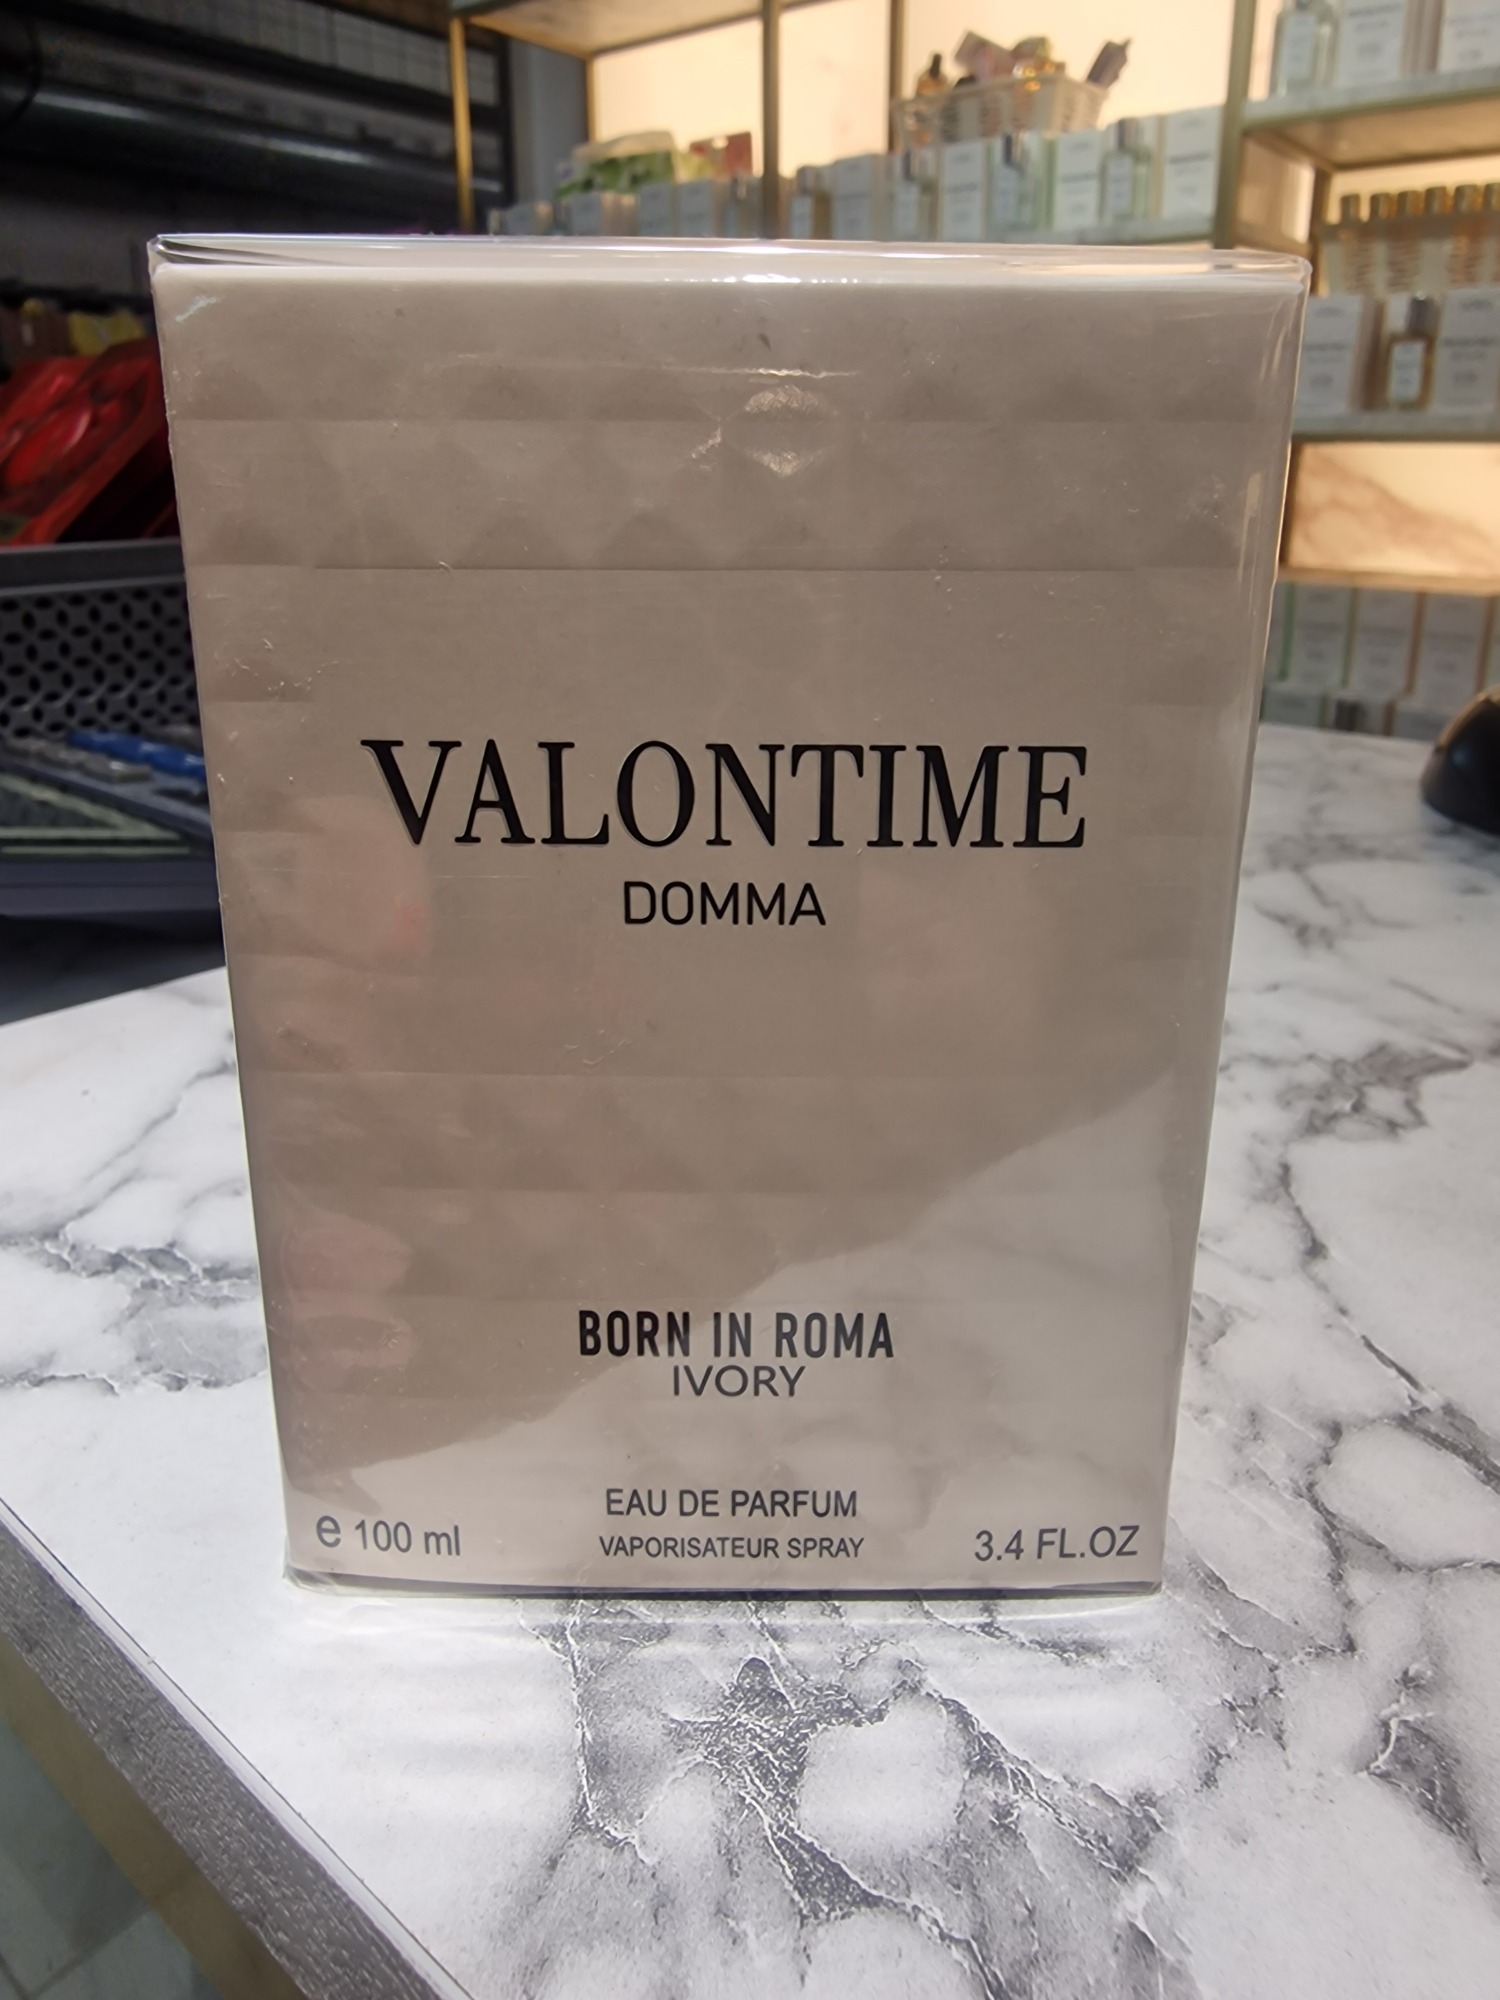 VALONTIME
DOMMA
BORN IN ROMA
IVORY
EAU DE PARFUM
VAPORISATEUR SPRAY
e 100 ml
3.4 FL.OZ